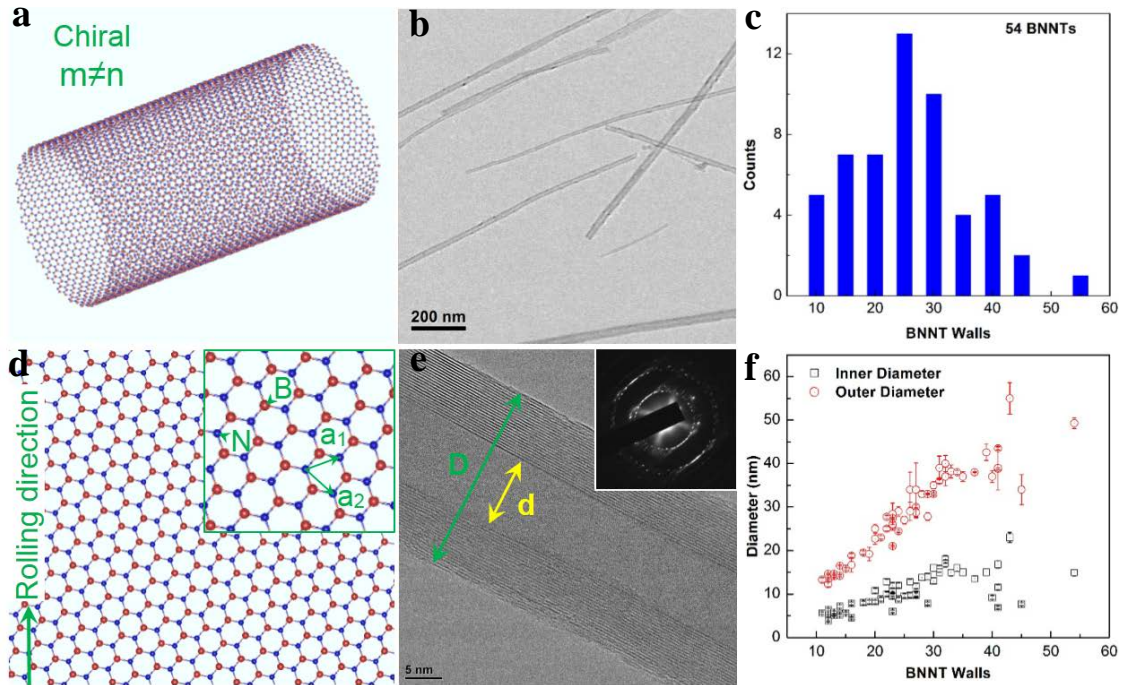 a
Chiral
m≠n
b
200 nm
c
54 BNNTs
Counts
12
8
4
0
10 20 30 40 50 60
BNNT Walls
d
Rolling direction
B
N
a1
a2
e
D
d
5 nm
f
Inner Diameter
Outer Diameter
Diameter (nm)
60
50
40
30
20
10
0
10 20 30 40 50 60
BNNT Walls